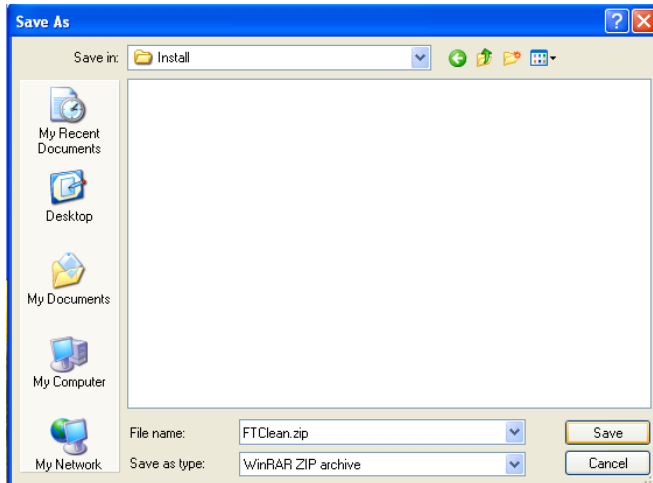 Save As
Save in: Install
My Recent
Documents
Desktop
My Documents
My Computer
My Network
File name: FTClean.zip Save
Save as type: WinRAR ZIP archive Cancel